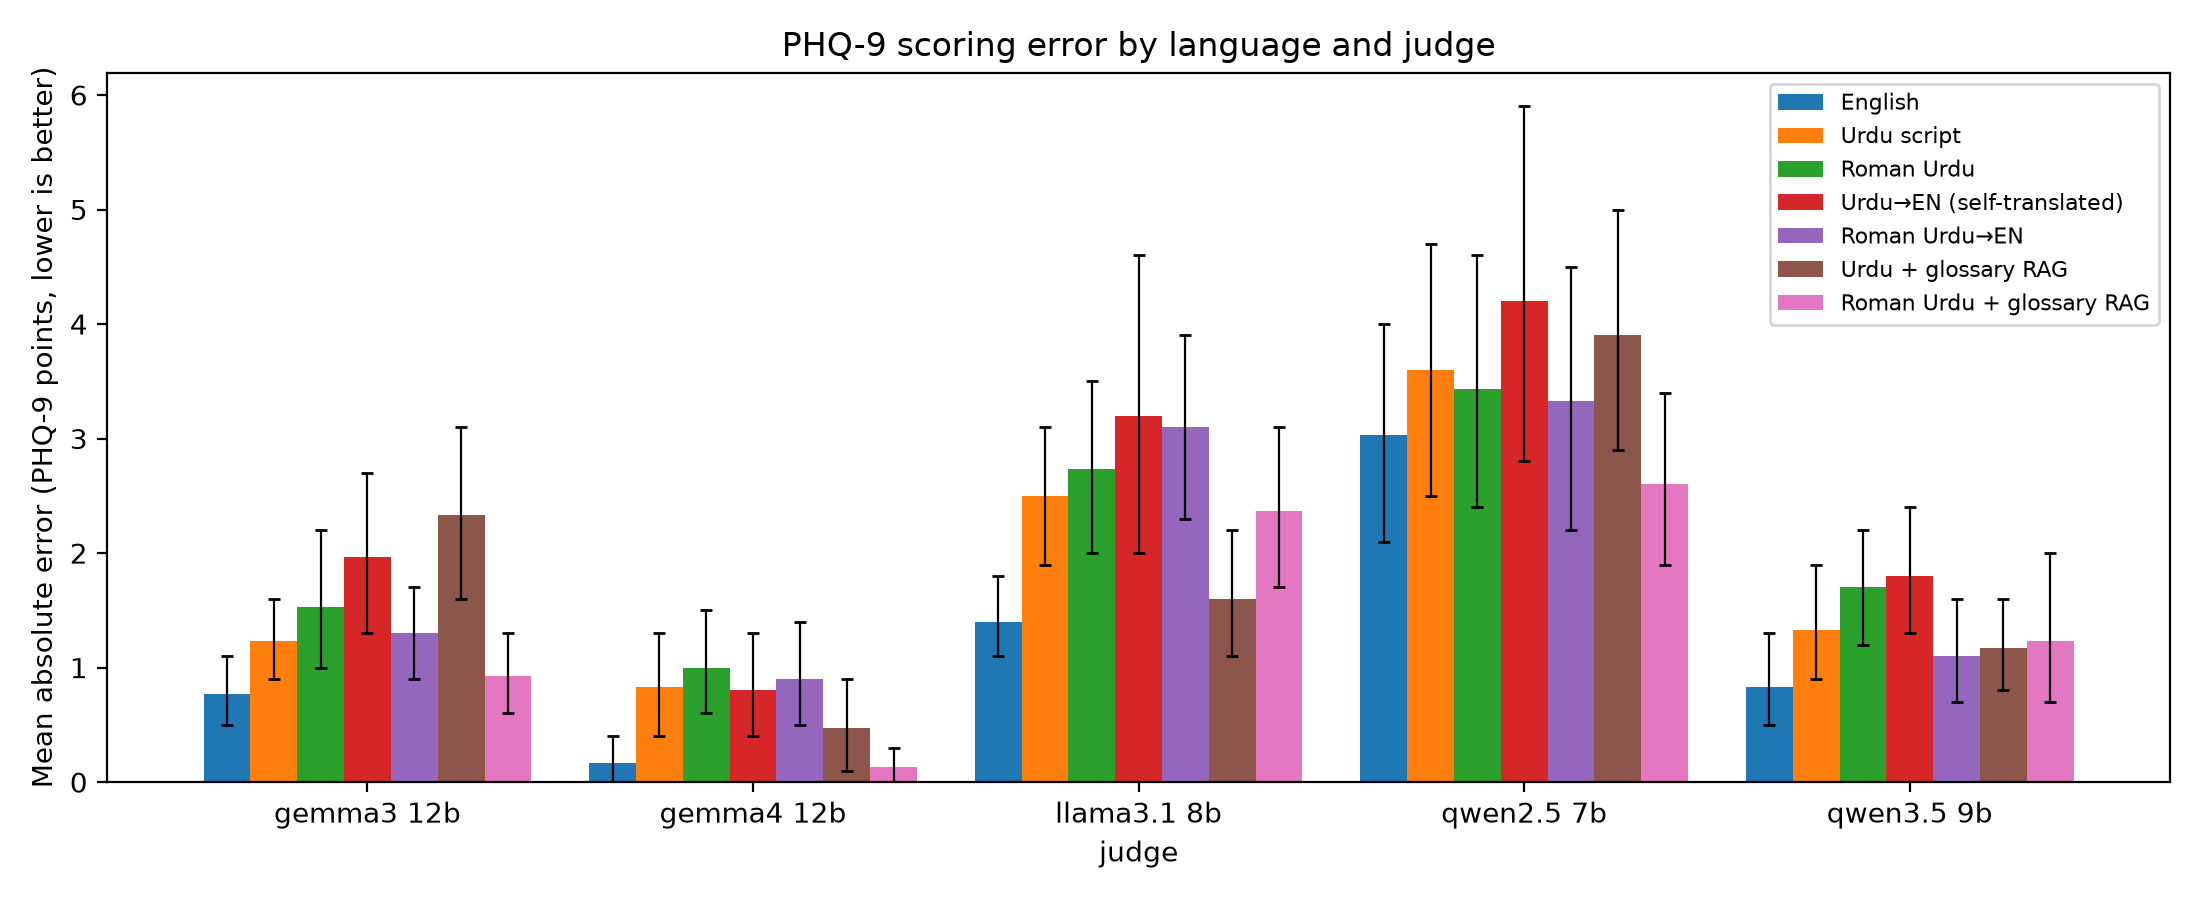 PHQ-9 scoring error by language and judge
Mean absolute error (PHQ-9 points, lower is better)
6
5
4
3
2
1
0
English
Urdu script
Roman Urdu
Urdu→EN (self-translated)
Roman Urdu→EN
Urdu + glossary RAG
Roman Urdu + glossary RAG
gemma3 12b
gemma4 12b
llama3.1 8b
qwen2.5 7b
qwen3.5 9b
judge